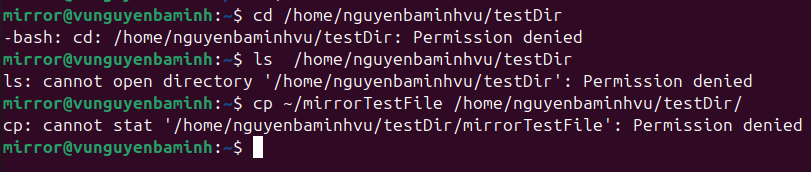 mirror@vunguyenbaminh:~$ cd /home/nguyenbaminhvu/testDir
-bash: cd: /home/nguyenbaminhvu/testDir: Permission denied
mirror@vunguyenbaminh:~$ ls  /home/nguyenbaminhvu/testDir
ls: cannot open directory '/home/nguyenbaminhvu/testDir': Permission denied
mirror@vunguyenbaminh:~$ cp ~/mirrorTestFile /home/nguyenbaminhvu/testDir/
cp: cannot stat '/home/nguyenbaminhvu/testDir/mirrorTestFile': Permission denied
mirror@vunguyenbaminh:~$